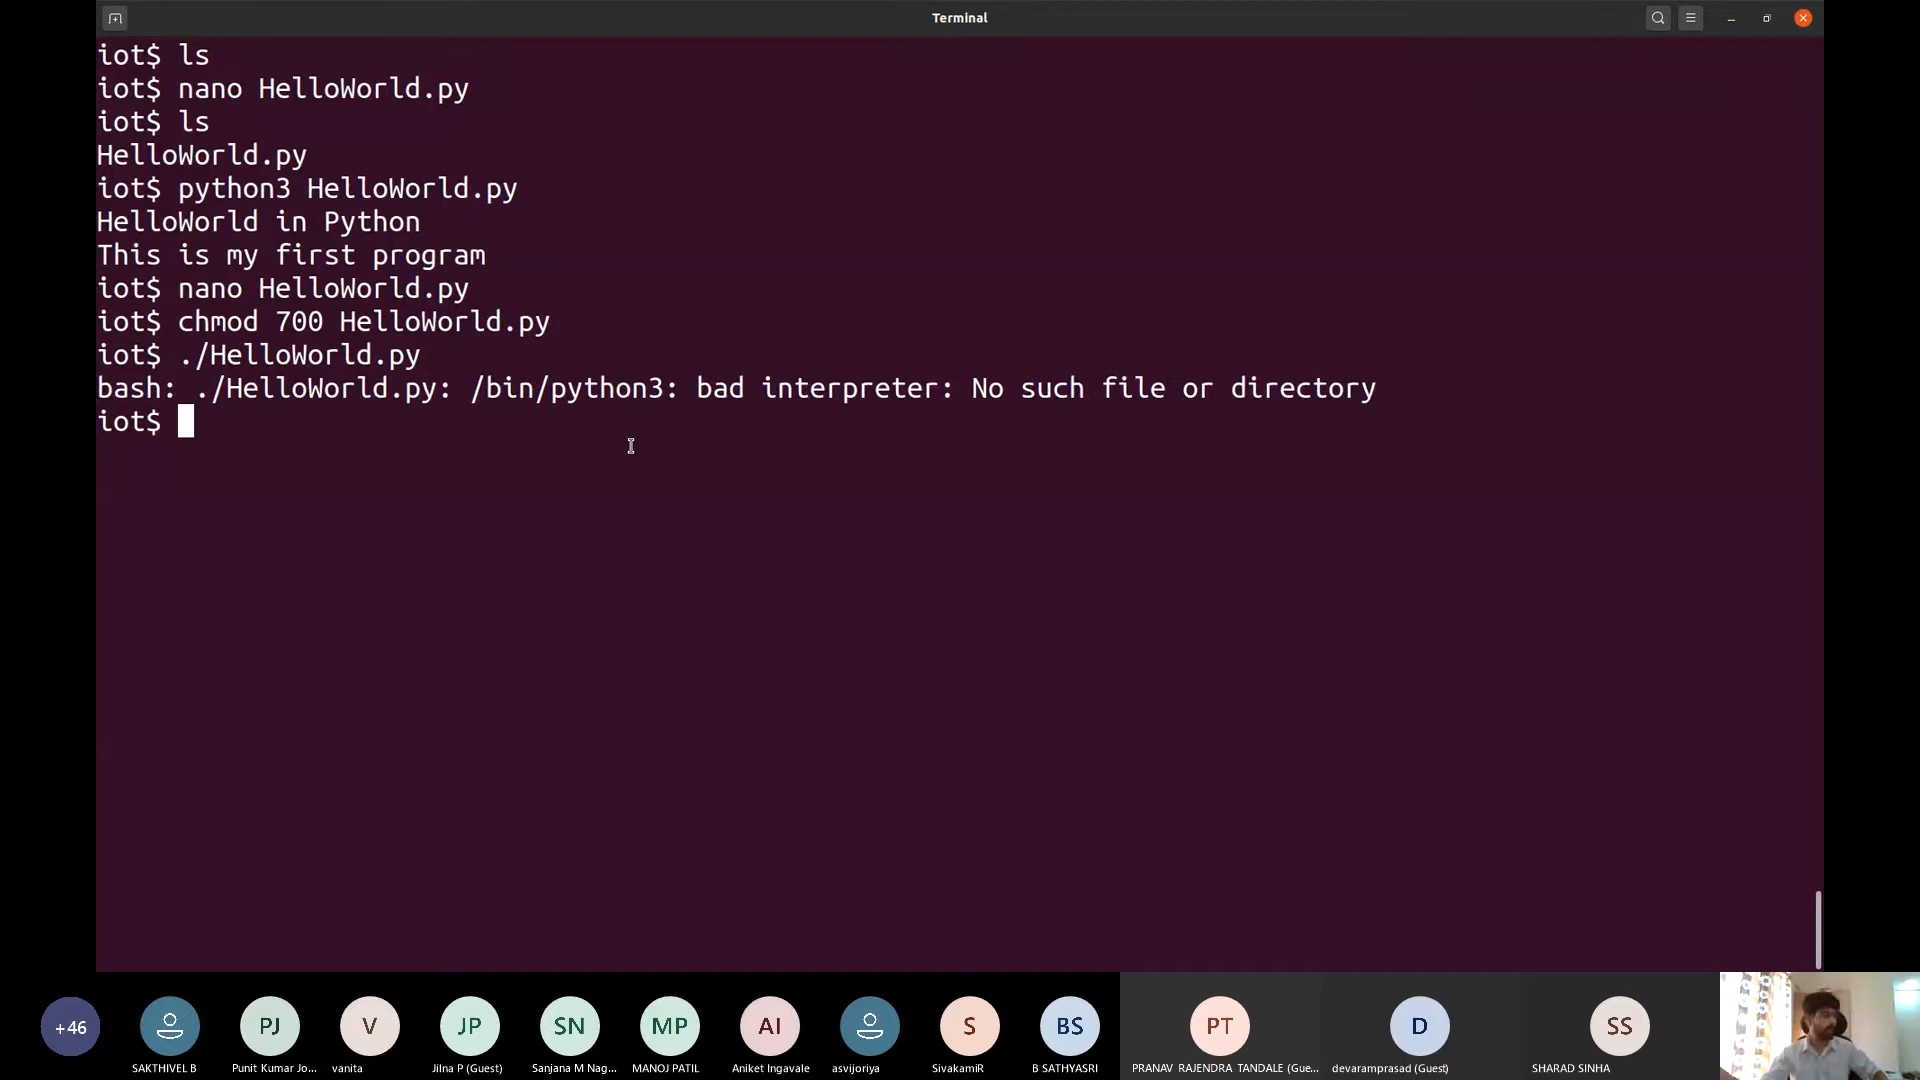 Terminal
iot$ ls
iot$ nano HelloWorld.py
iot$ ls
HelloWorld.py
iot$ python3 HelloWorld.py
HelloWorld in Python
This is my first program
iot$ nano HelloWorld.py
iot$ chmod 700 HelloWorld.py
iot$ ./HelloWorld.py
bash: ./HelloWorld.py: /bin/python3: bad interpreter: No such file or directory
iot$
+46 PJ V JP SN MP AI S BS PT D SS
SAKTHIVEL B Punit Kumar Jo... vanita Jilna P (Guest) Sanjana M Nag... MANOJ PATIL Aniket Ingavale asvijoriya SivakamiR B SATHYASRI PRANAV RAJENDRA TANDALE (Gue... devaramprasad (Guest) SHARAD SINHA